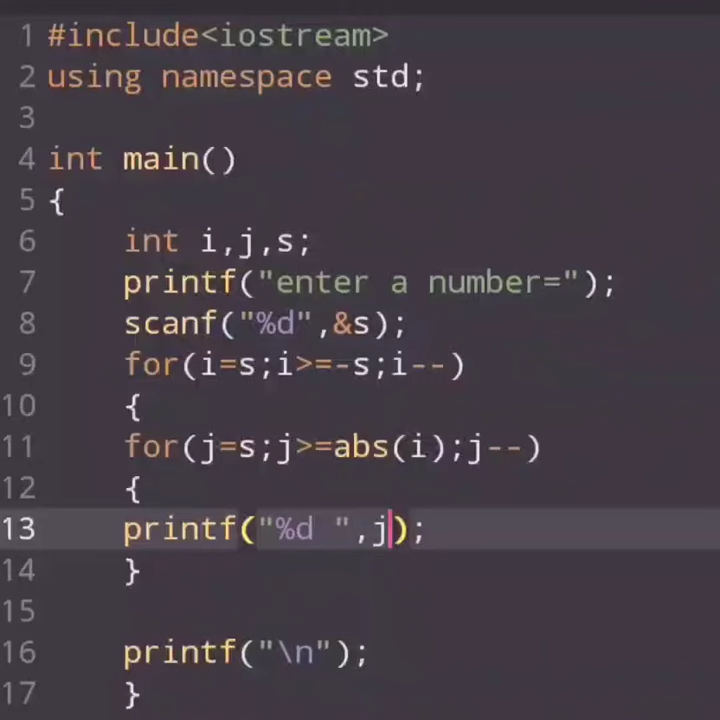 1 #include<iostream>
2 using namespace std;
3
4 int main()
5 {
6 int i,j,s;
7 printf("enter a number=");
8 scanf("%d",&s);
9 for(i=s;i>=-s;i--)
10 {
11 for(j=s;j>=abs(i);j--)
12 {
13 printf("%d ",j);
14 }
15
16 printf("\n");
17 }